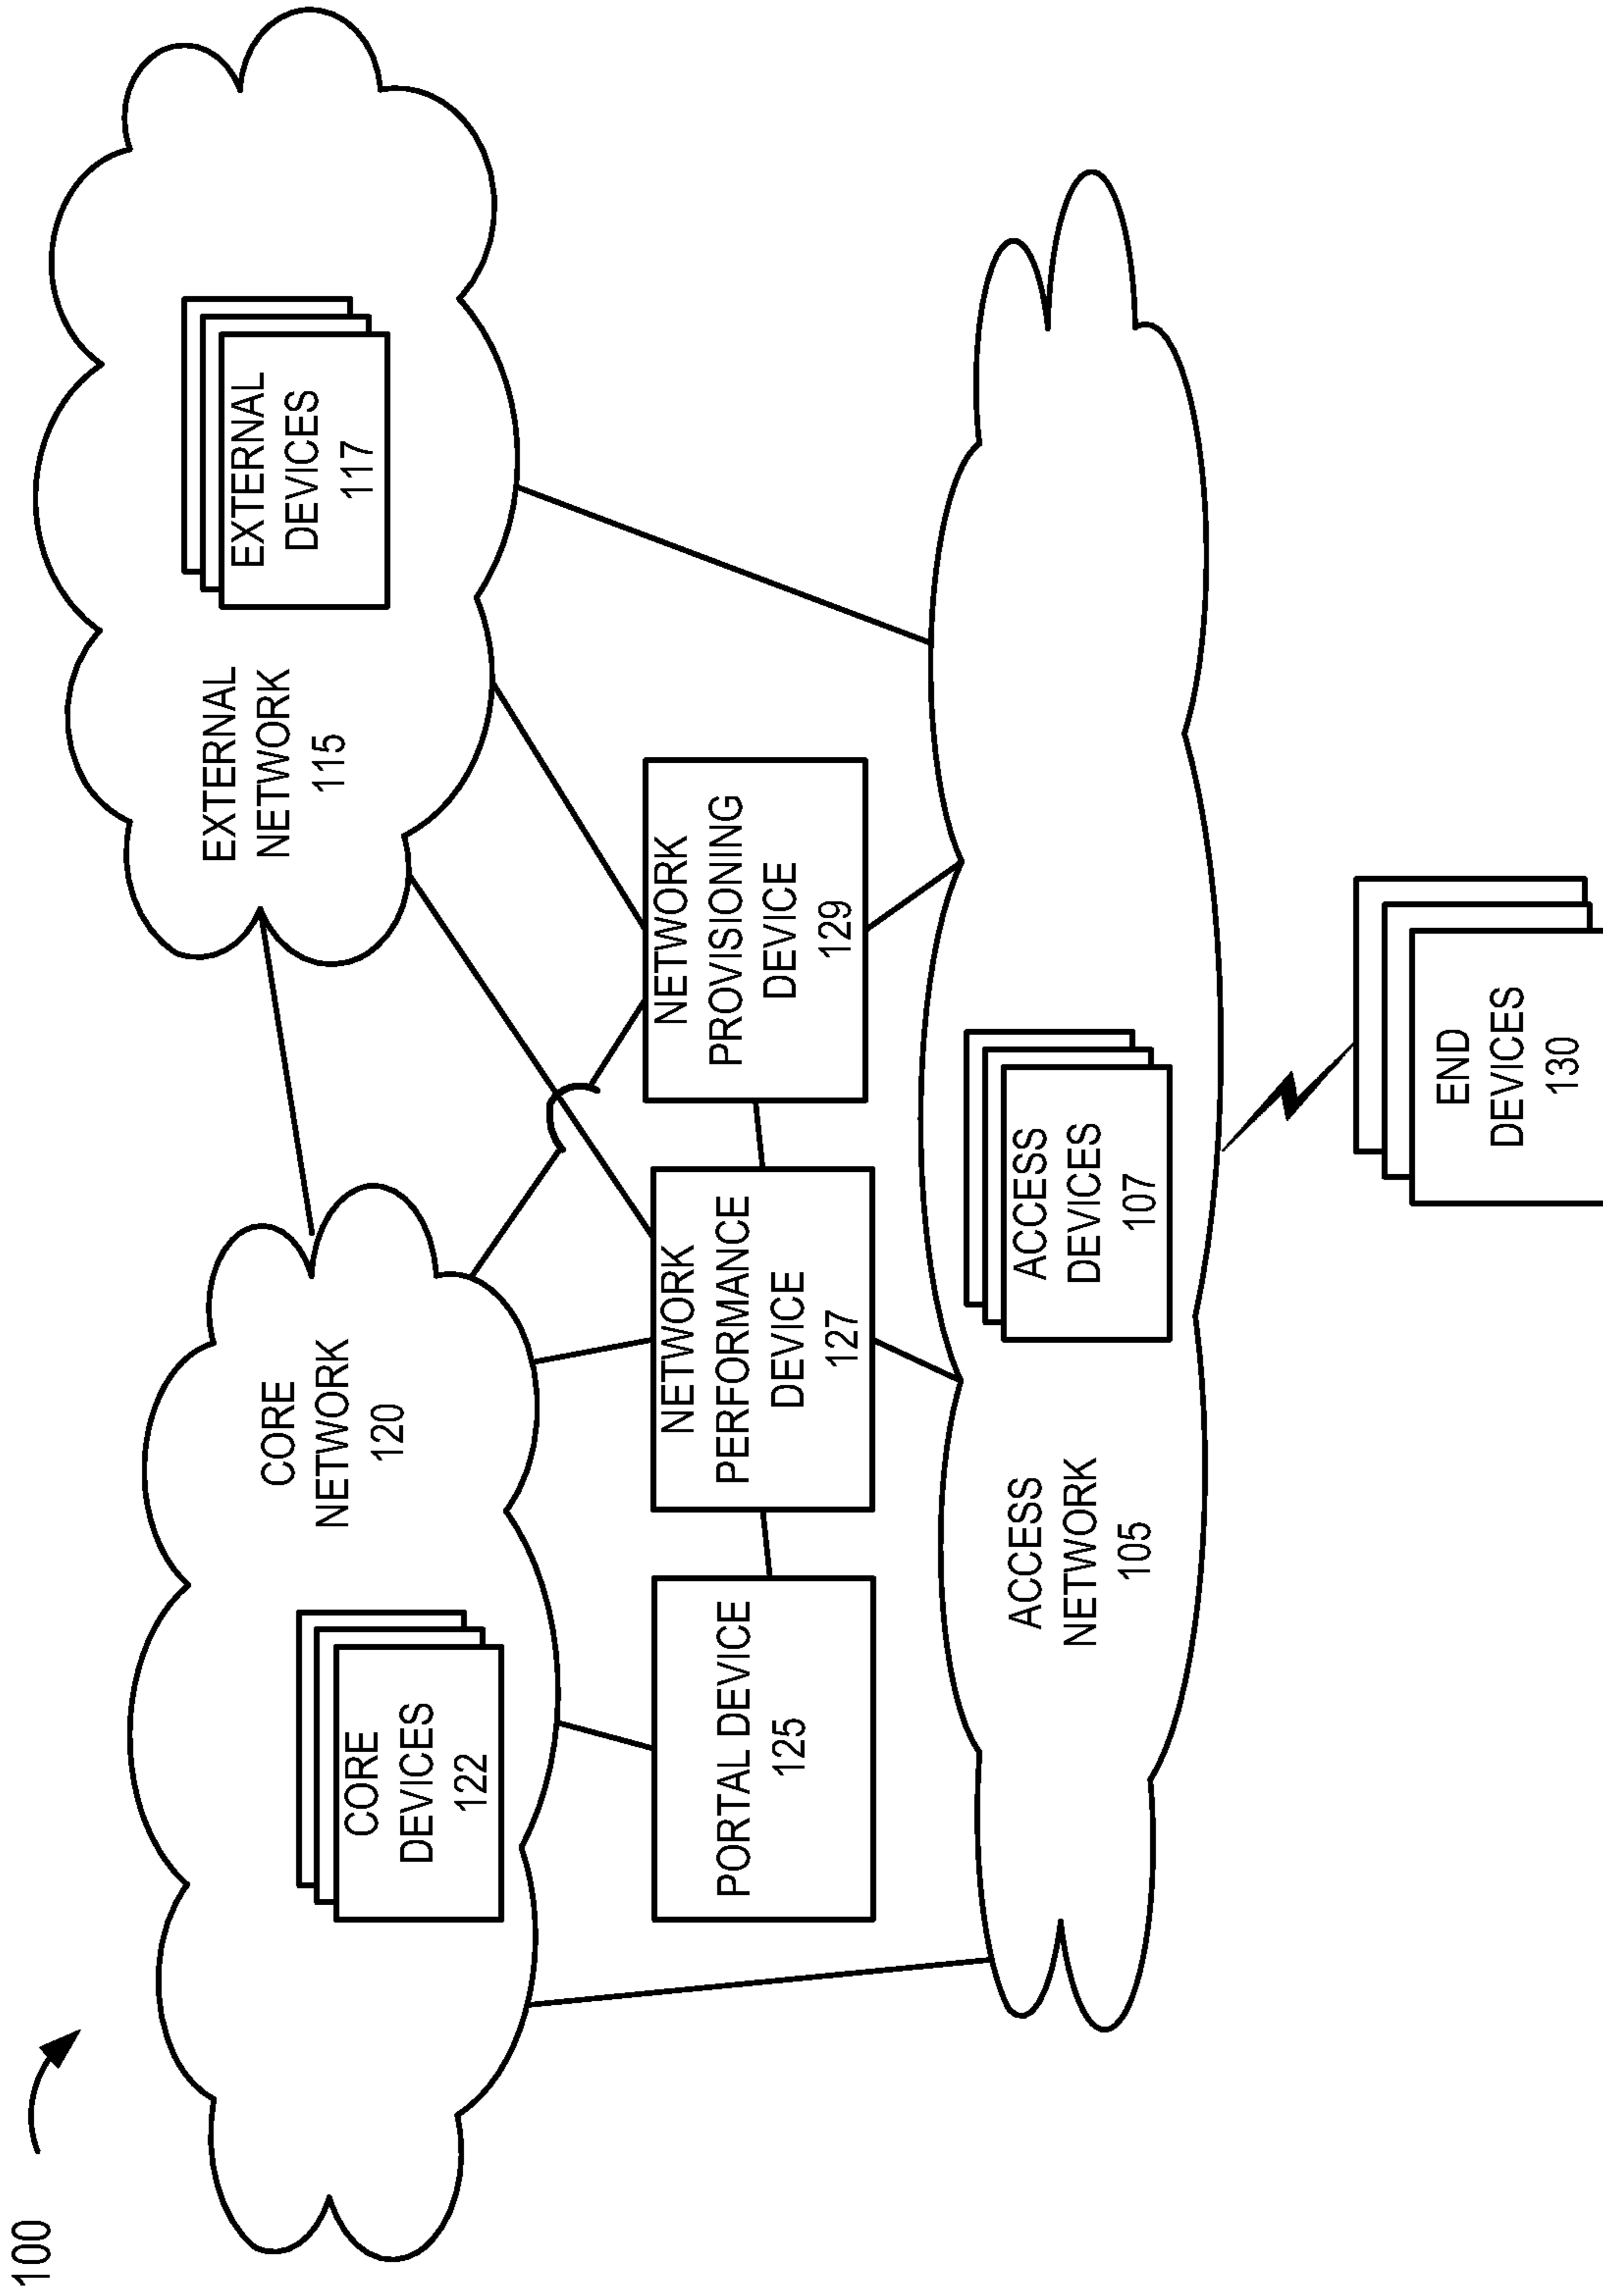 100
CORE
NETWORK
120
CORE
DEVICES
122
EXTERNAL
NETWORK
115
EXTERNAL
DEVICES
117
PORTAL DEVICE
125
NETWORK
PERFORMANCE
DEVICE
127
NETWORK
PROVISIONING
DEVICE
129
ACCESS
NETWORK
105
ACCESS
DEVICES
107
END
DEVICES
130